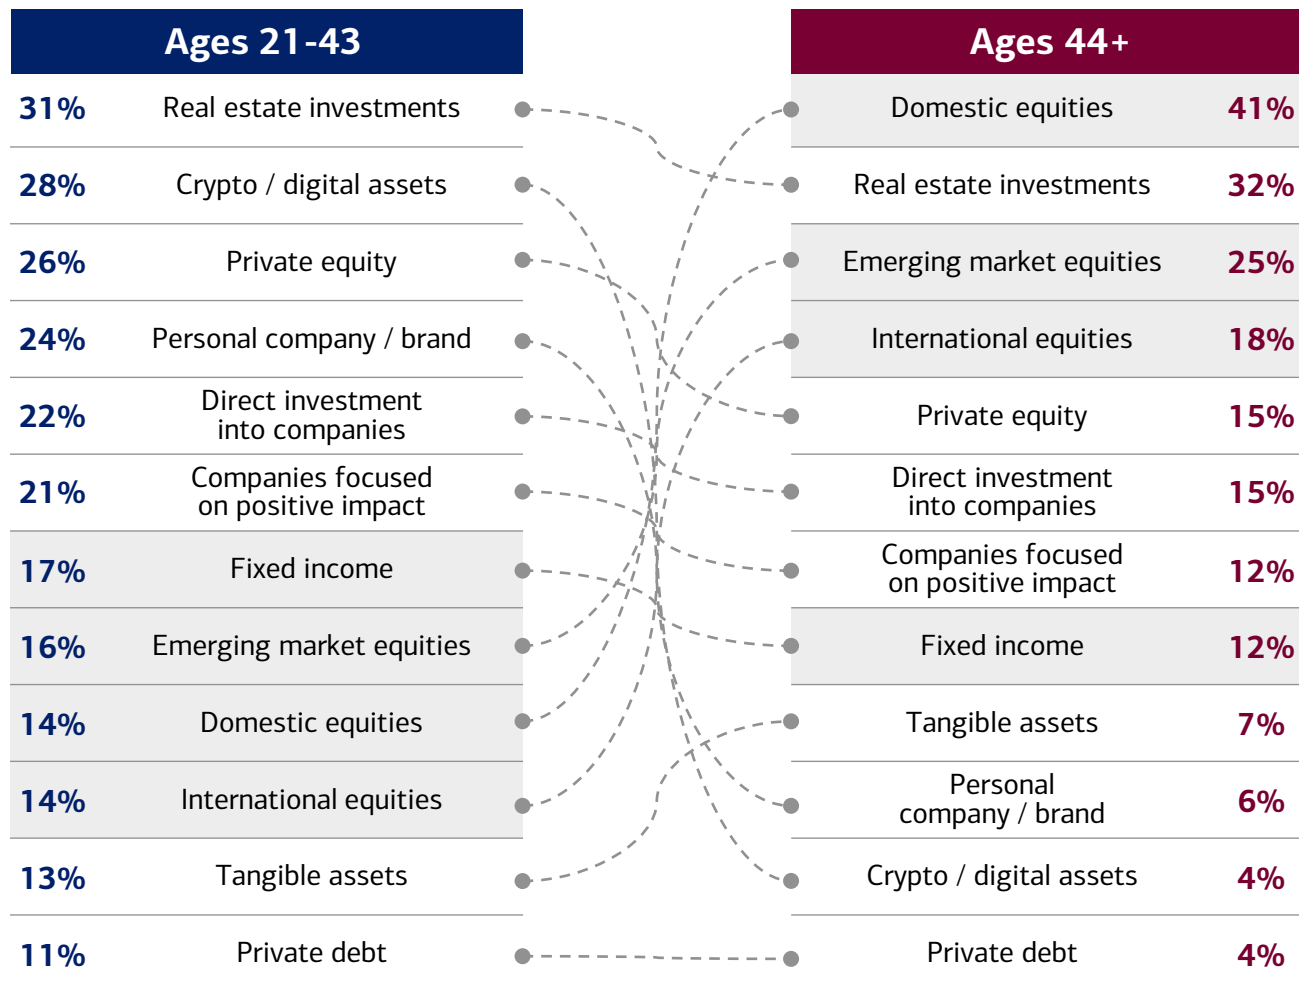 Ages 21-43
31% Real estate investments
28% Crypto / digital assets
26% Private equity
24% Personal company / brand
22% Direct investment
into companies
21% Companies focused
on positive impact
17% Fixed income
16% Emerging market equities
14% Domestic equities
14% International equities
13% Tangible assets
11% Private debt
Ages 44+
Domestic equities 41%
Real estate investments 32%
Emerging market equities 25%
International equities 18%
Private equity 15%
Direct investment
into companies 15%
Companies focused
on positive impact 12%
Fixed income 12%
Tangible assets 7%
Personal
company / brand 6%
Crypto / digital assets 4%
Private debt 4%